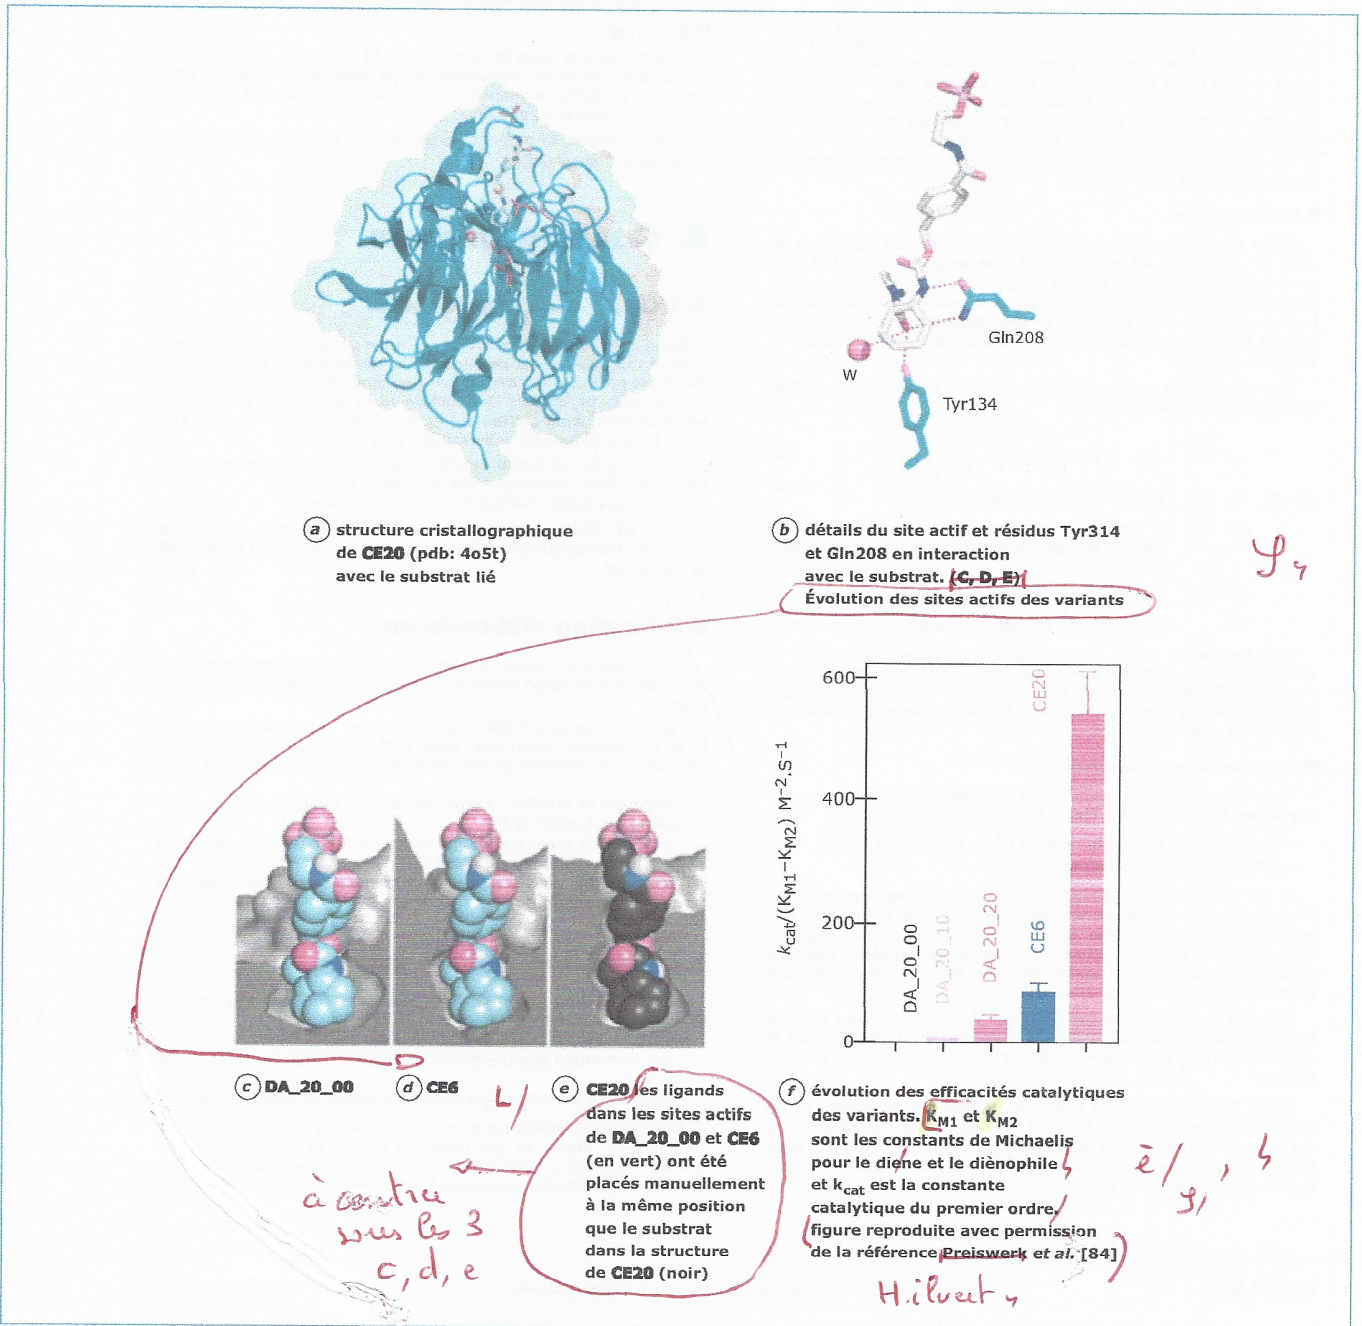 Gln208
W
Tyr134
a structure cristallographique
de CE20 (pdb: 4o5t)
avec le substrat lié
b détails du site actif et résidus Tyr314
et Gln208 en interaction
avec le substrat. (C, D, E)
Évolution des sites actifs des variants
600
400
200
0
kcat/(KM1–KM2) M⁻².S⁻¹
DA_20_00
DA_20_10
DA_20_20
CE6
CE20
c DA_20_00
d CE6
e CE20 les ligands
dans les sites actifs
de DA_20_00 et CE6
(en vert) ont été
placés manuellement
à la même position
que le substrat
dans la structure
de CE20 (noir)
L/
à
sous les 3
c, d, e
f évolution des efficacités catalytiques
des variants. KM1 et KM2
sont les constants de Michaelis
pour le diene et le diènophile
et kcat est la constante
catalytique du premier ordre.
figure reproduite avec permission
de la référence Preiswerk et al. [84]